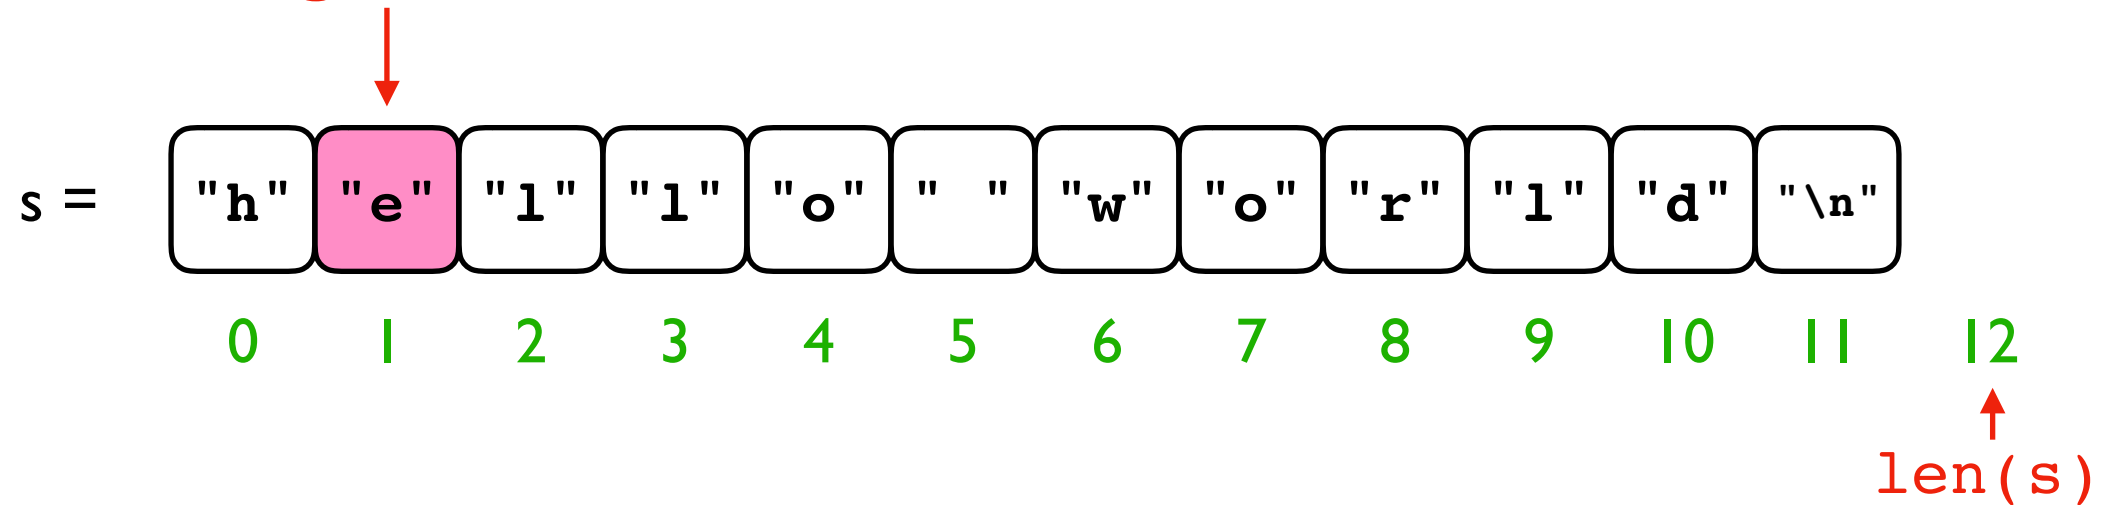 s = "h" "e" "l" "l" "o" " " "w" "o" "r" "l" "d" "\n"
0 1 2 3 4 5 6 7 8 9 10 11 12
len(s)